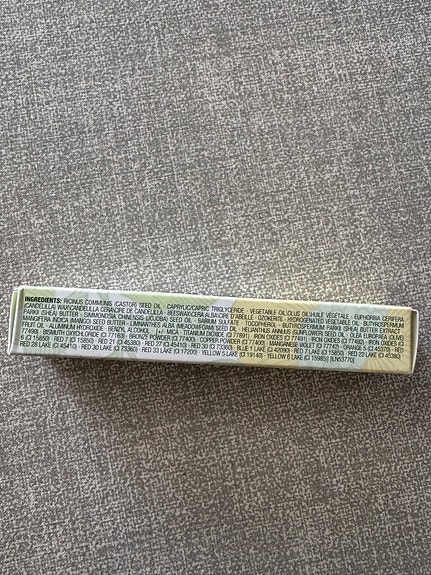 INGREDIENTS: RICINUS COMMUNIS (CASTOR) SEED OIL · CAPRYLIC/CAPRIC TRIGLYCERIDE · VEGETABLE OIL/OLUS OIL/HUILE VÉGÉTALE · EUPHORBIA CERIFERA
(CANDELILLA) WAX/CANDELILLA CERA/CIRE DE CANDELILLA · BEESWAX/CERA ALBA/CIRE D'ABEILLE · OZOKERITE · HYDROGENATED VEGETABLE OIL · BUTYROSPERMUM
PARKII (SHEA) BUTTER · SIMMONDSIA CHINENSIS (JOJOBA) SEED OIL · BARIUM SULFATE · TOCOPHEROL · BUTYROSPERMUM PARKII (SHEA) BUTTER EXTRACT ·
MANGIFERA INDICA (MANGO) SEED BUTTER · LIMNANTHES ALBA (MEADOWFOAM) SEED OIL · HELIANTHUS ANNUUS (SUNFLOWER) SEED OIL · OLEA EUROPAEA (OLIVE)
FRUIT OIL · ALUMINUM HYDROXIDE · BENZYL ALCOHOL · [+/- MICA · TITANIUM DIOXIDE (CI 77891) · IRON OXIDES (CI 77491) · IRON OXIDES (CI 77492) · IRON OXIDES (CI
77499) · BISMUTH OXYCHLORIDE (CI 77163) · BRONZE POWDER (CI 77400) · COPPER POWDER (CI 77400) · MANGANESE VIOLET (CI 77742) · ORANGE 5 (CI 45370) · RED
6 (CI 15850) · RED 7 (CI 15850) · RED 21 (CI 45380) · RED 27 (CI 45410) · RED 30 (CI 73360) · BLUE 1 LAKE (CI 42090) · RED 7 LAKE (CI 15850) · RED 22 LAKE (CI 45380) ·
RED 28 LAKE (CI 45410) · RED 30 LAKE (CI 73360) · RED 33 LAKE (CI 17200) · YELLOW 5 LAKE (CI 19140) · YELLOW 6 LAKE (CI 15985)] [ILN53770]